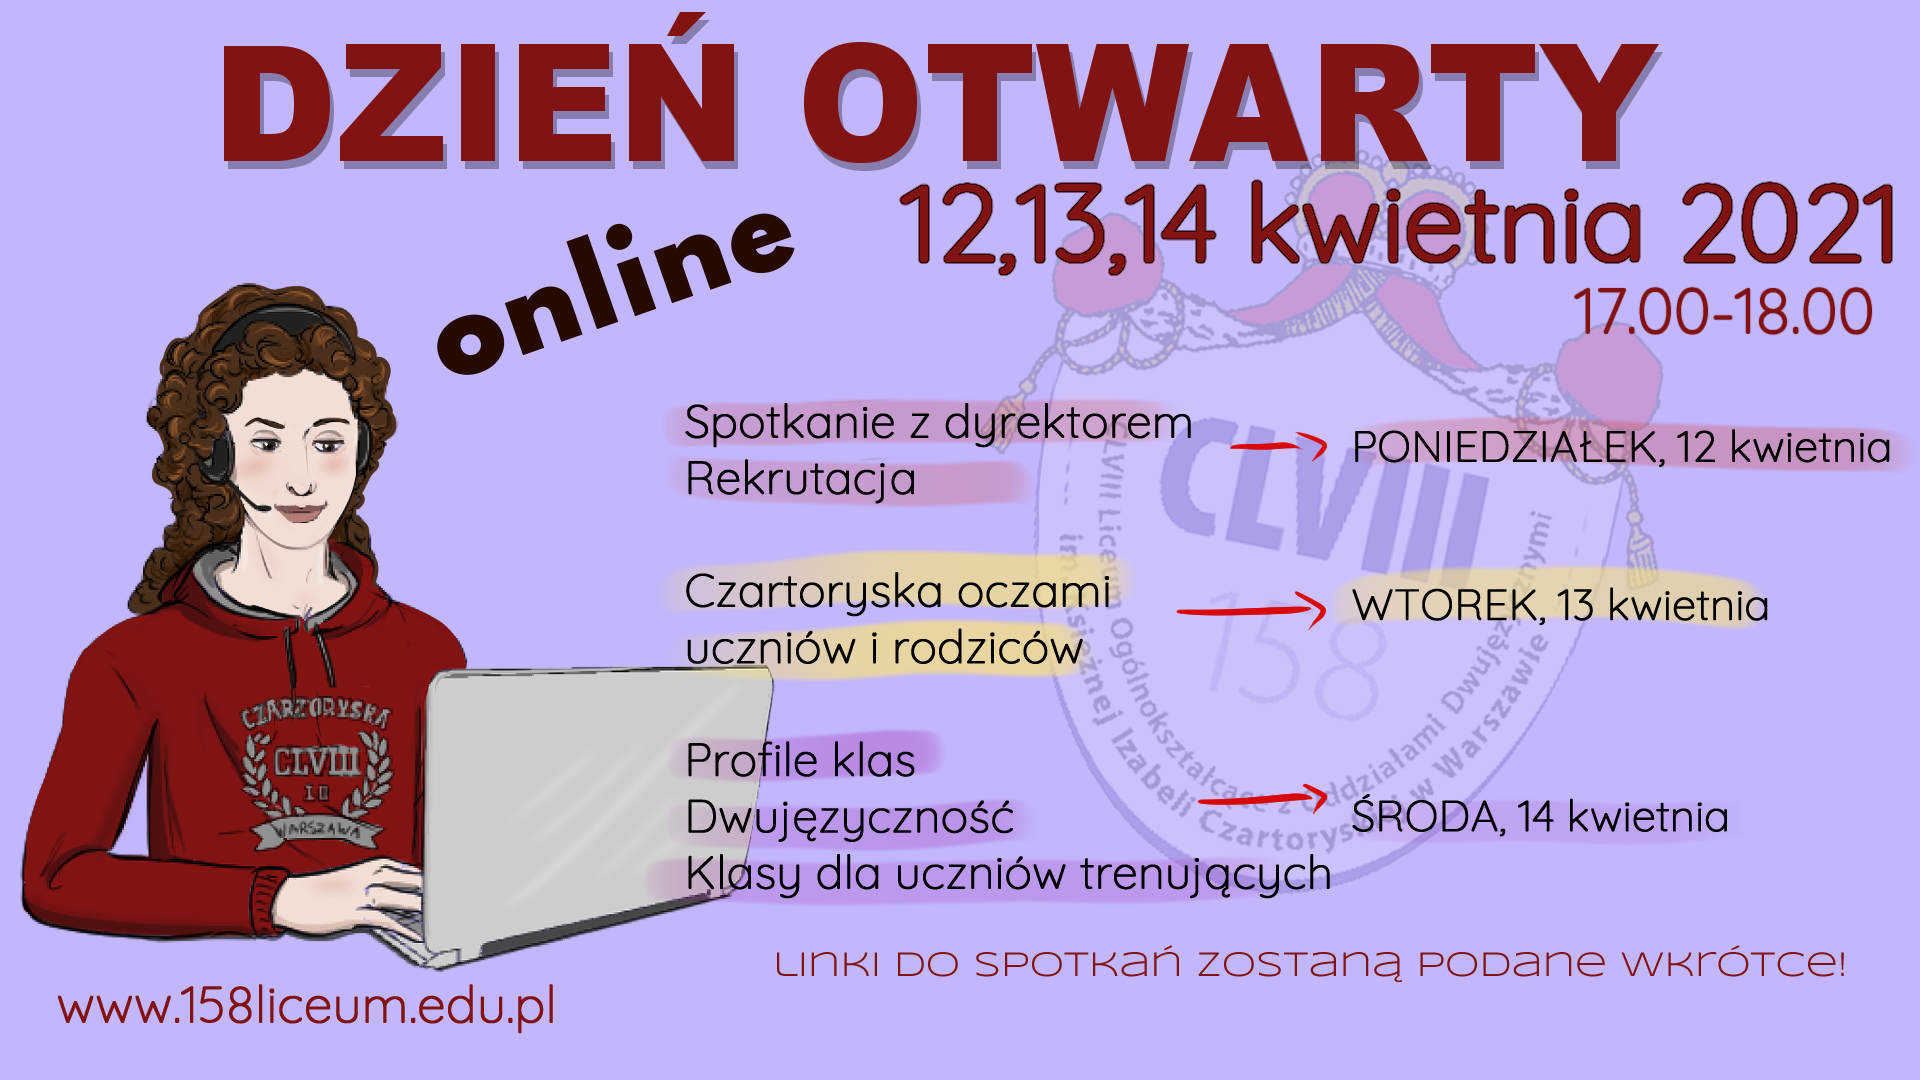 DZIEŃ OTWARTY
online
12,13,14 kwietnia 2021
17.00-18.00
Spotkanie z dyrektorem
Rekrutacja
PONIEDZIAŁEK, 12 kwietnia
Czartoryska oczami
uczniów i rodziców
WTOREK, 13 kwietnia
Profile klas
Dwujęzyczność
Klasy dla uczniów trenujących
ŚRODA, 14 kwietnia
LINKI DO SPOTKAŃ ZOSTANĄ PODANE WKRÓTCE!
www.158liceum.edu.pl
CZARTORYSKA
CLVIII
LO
WARSZAWA
CLVIII
158
CLVIII Liceum Ogólnokształcące z Oddziałami Dwujęzycznymi
im. Księżnej Izabeli Czartoryskiej w Warszawie